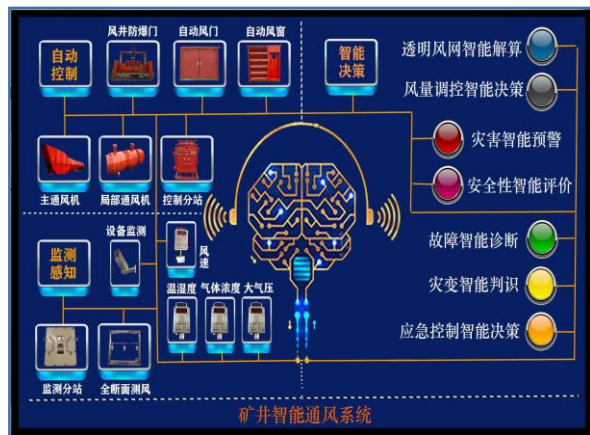 自动
控制
风井防爆门
自动风门
自动风窗
智能
决策
透明风网智能解算
风量调控智能决策
灾害智能预警
安全性智能评价
主通风机
局部通风机
控制分站
监测
感知
设备监测
风速
温湿度
气体浓度
大气压
故障智能诊断
灾变智能判识
应急控制智能决策
监测分站
全断面测风
矿井智能通风系统